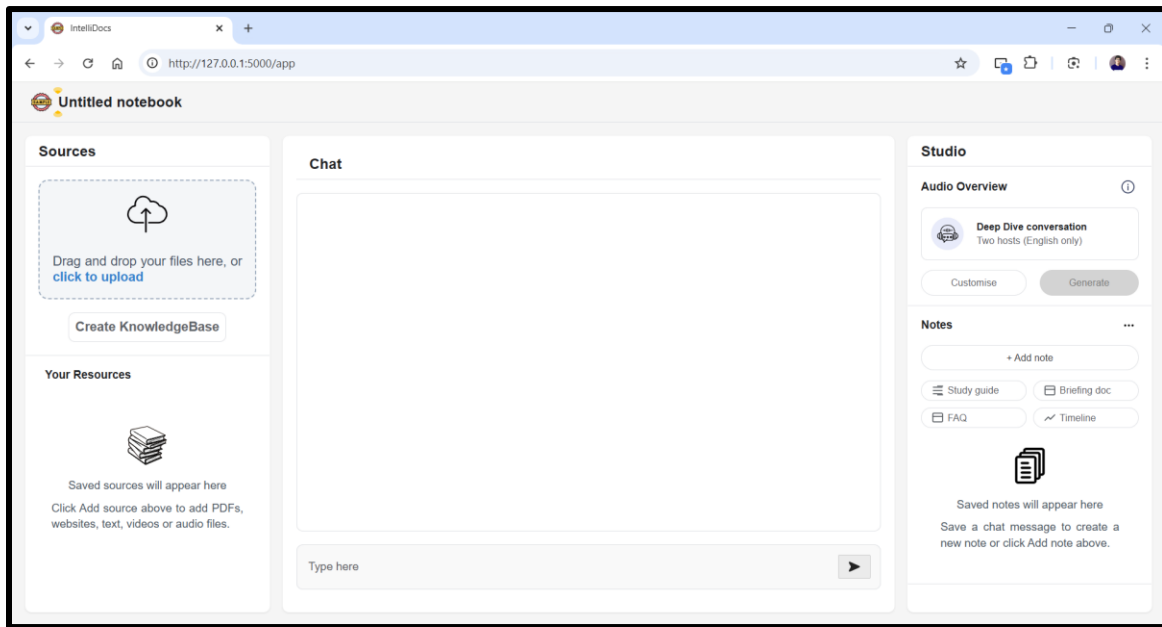 IntelliDocs
http://127.0.0.1:5000/app
Untitled notebook
Sources
Drag and drop your files here, or
click to upload
Create KnowledgeBase
Your Resources
Saved sources will appear here
Click Add source above to add PDFs,
websites, text, videos or audio files.
Chat
Type here
Studio
Audio Overview
Deep Dive conversation
Two hosts (English only)
Customise
Generate
Notes
+ Add note
Study guide
Briefing doc
FAQ
Timeline
Saved notes will appear here
Save a chat message to create a
new note or click Add note above.